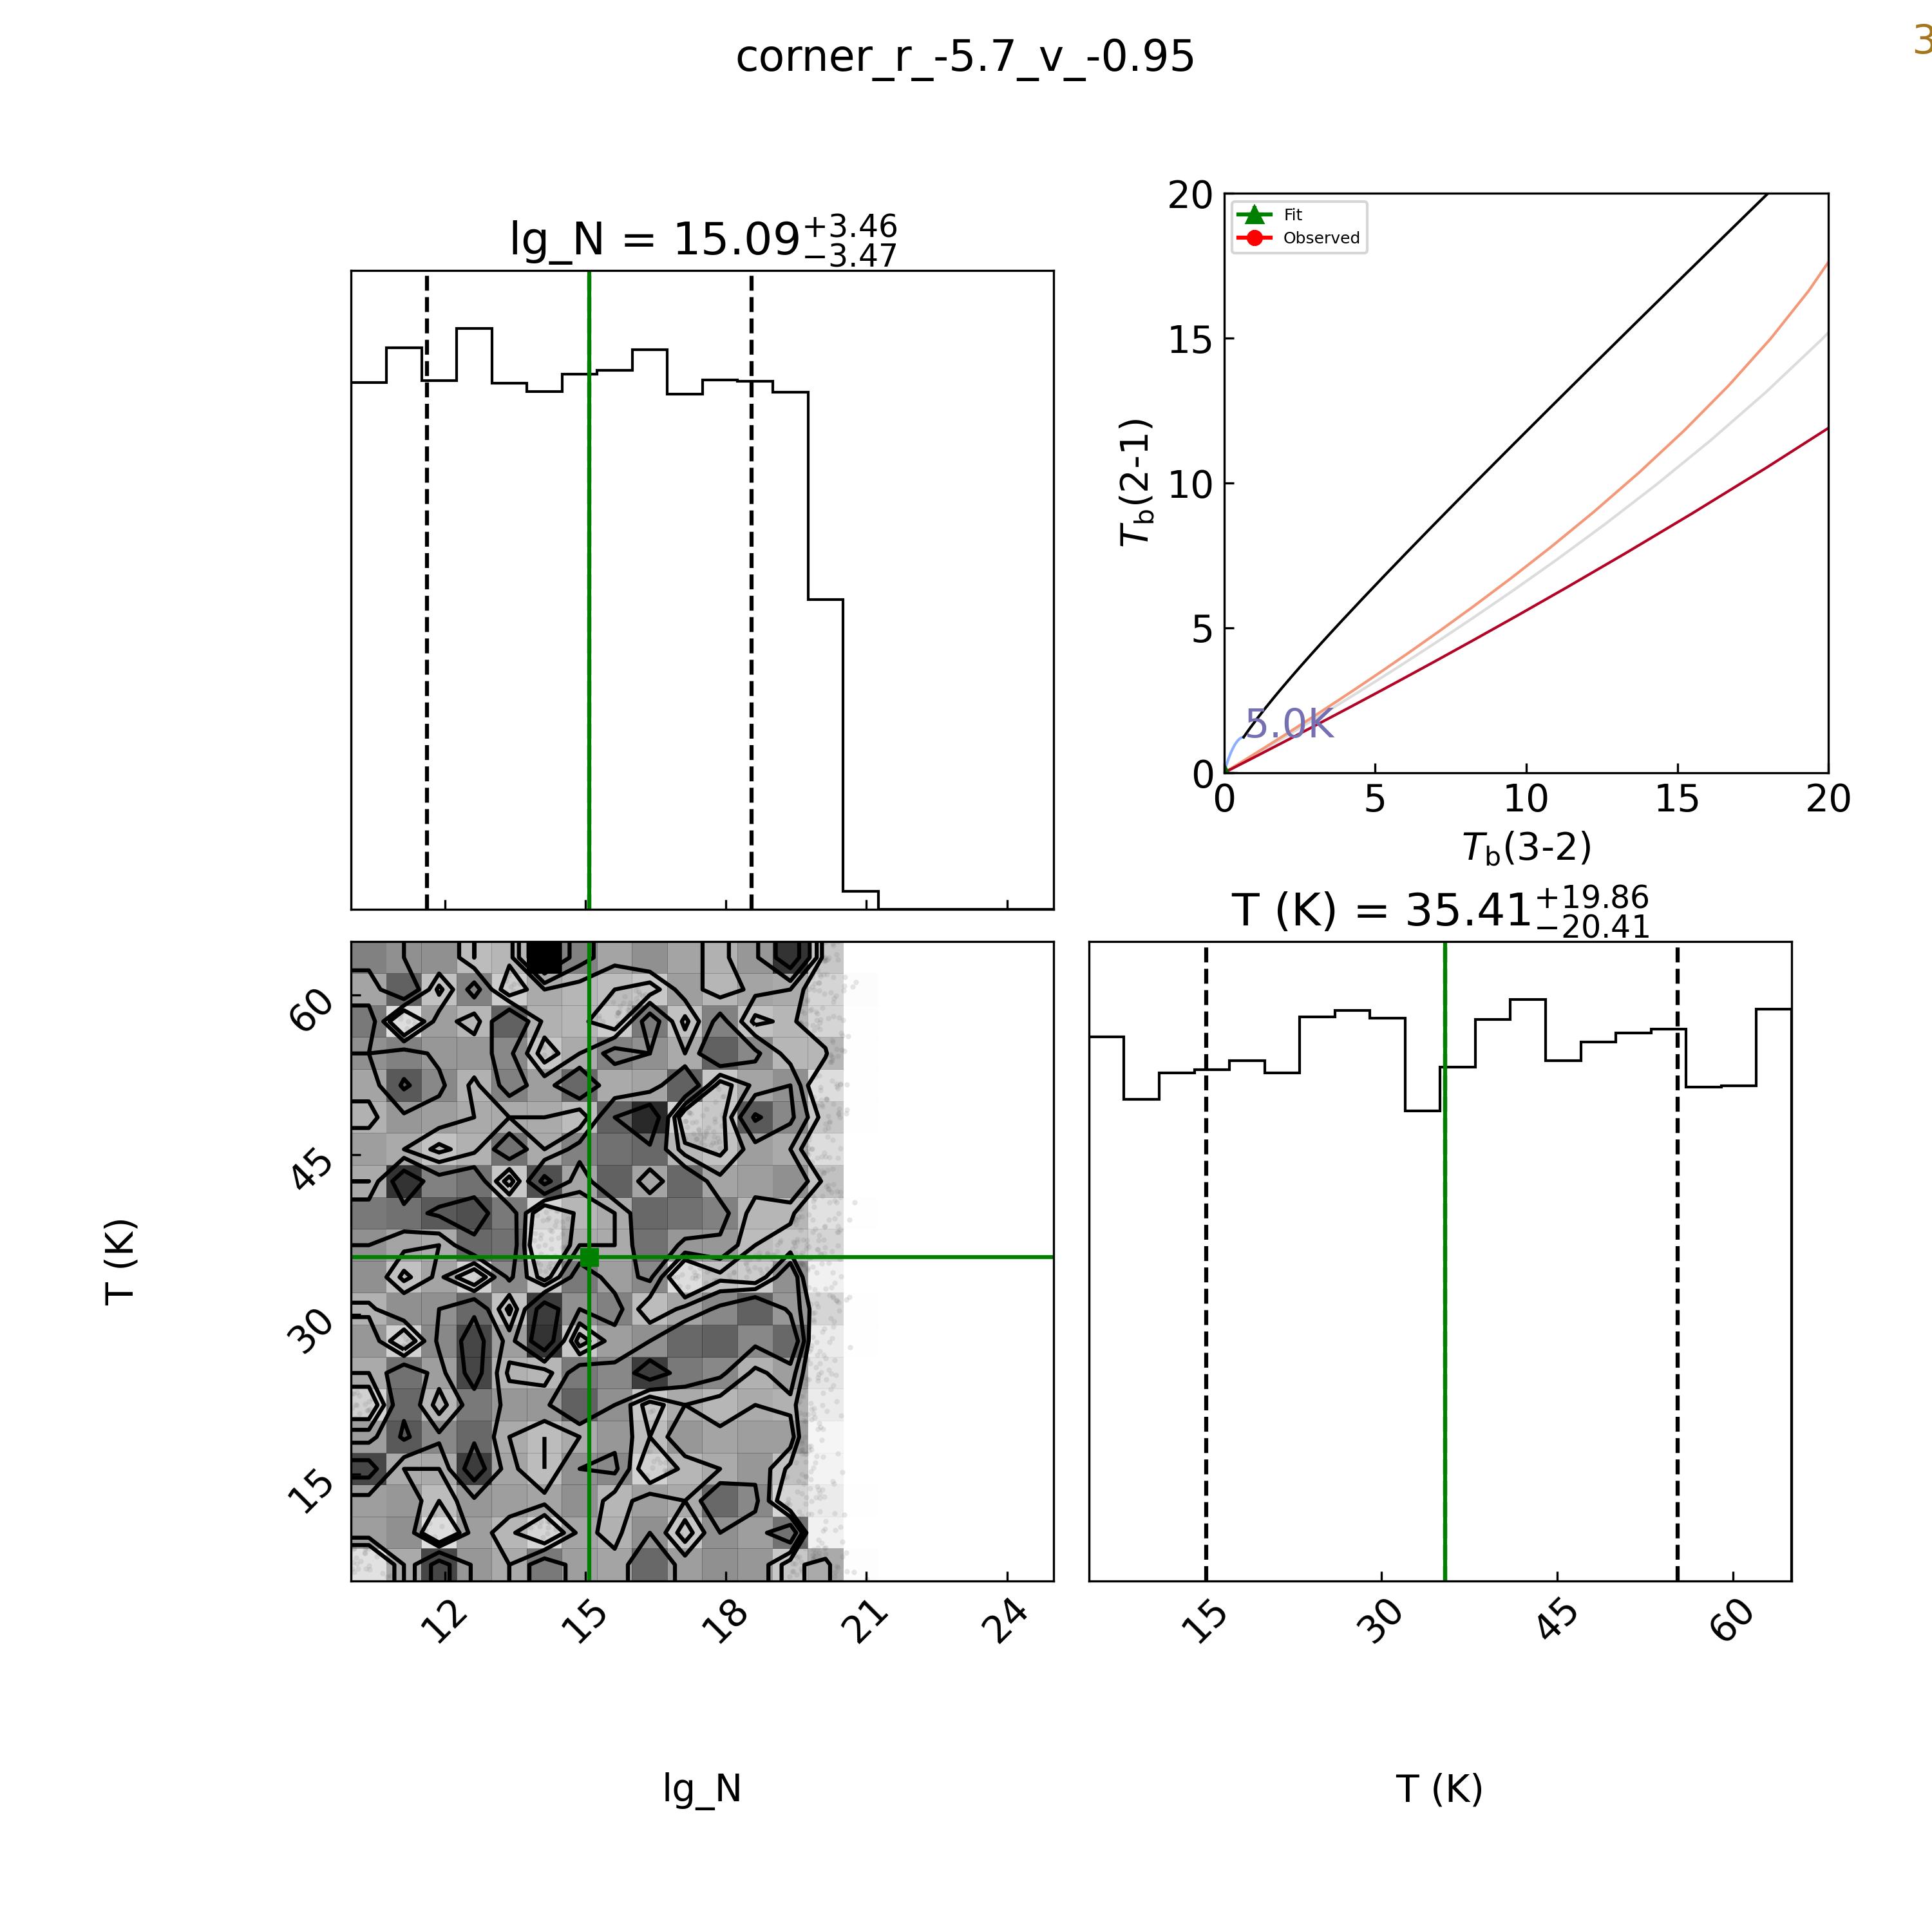 3
corner_r_-5.7_v_-0.95
lg_N = 15.09+3.46−3.47
20
15
10
5
0
Tb(2-1)
Fit
Observed
5.0K
0 5 10 15 20
Tb(3-2)
T (K) = 35.41+19.86−20.41
60
45
30
15
T (K)
12 15 18 21 24
lg_N
15 30 45 60
T (K)